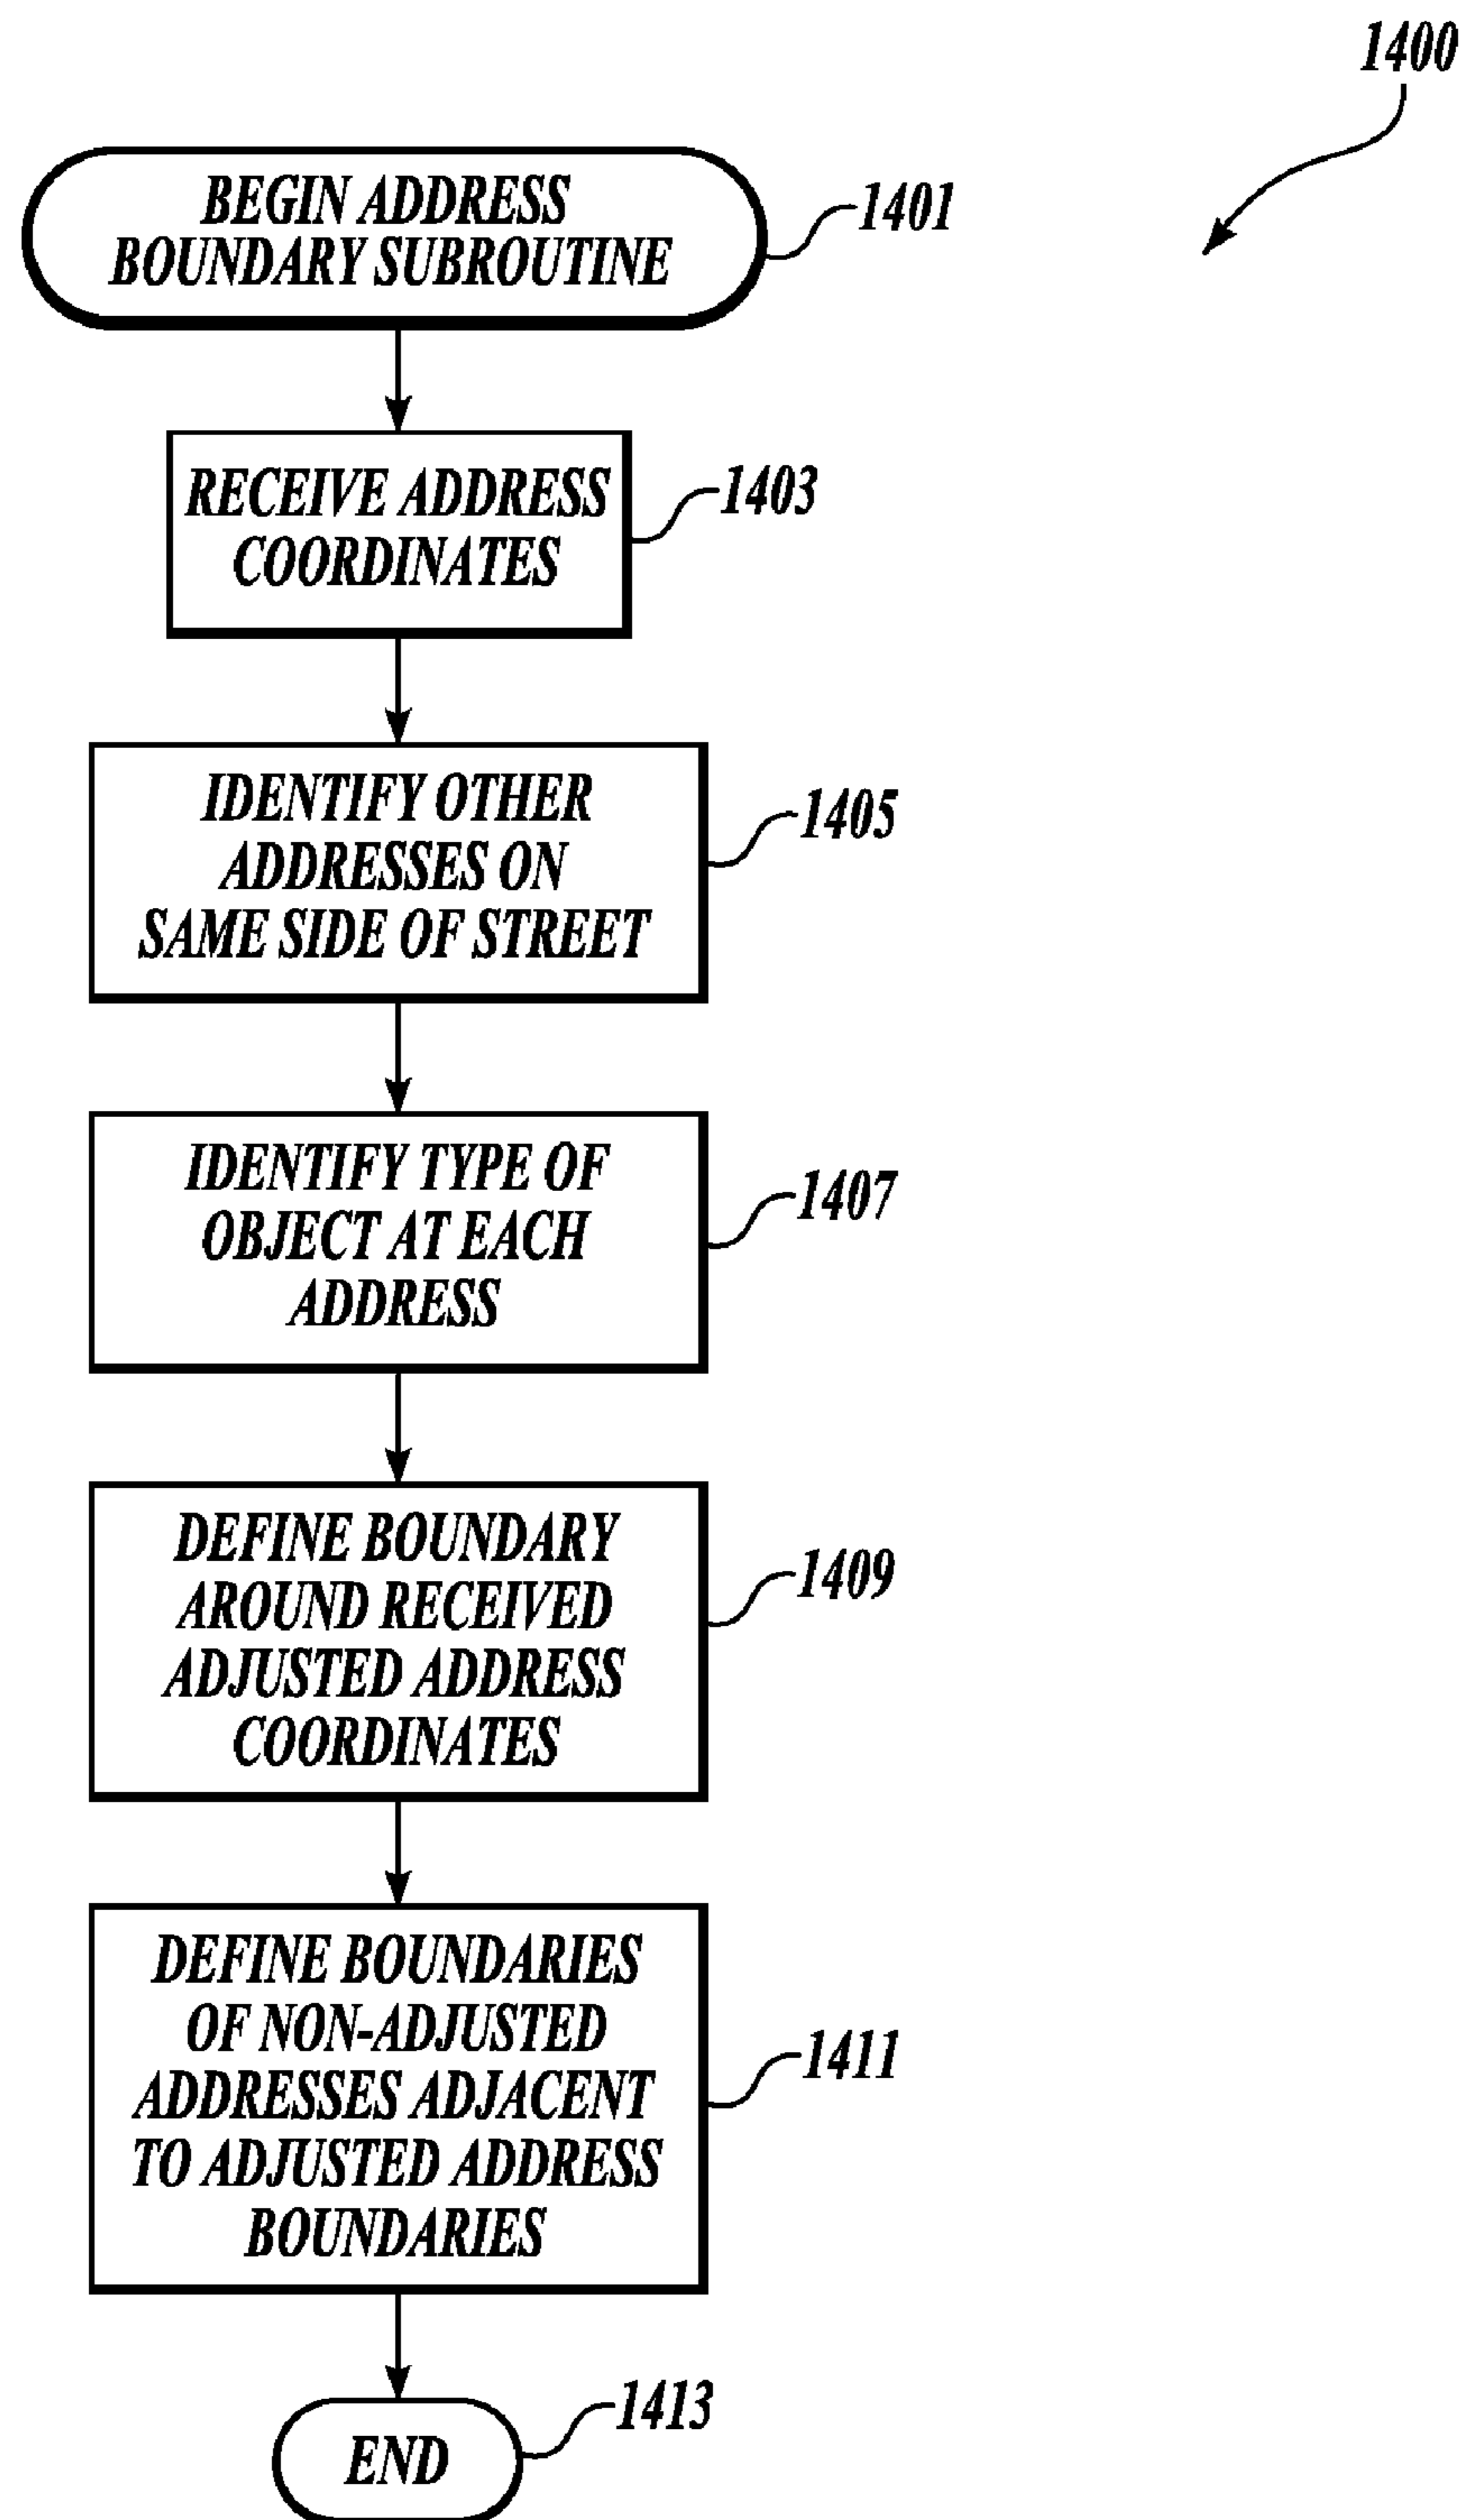 1400
BEGIN ADDRESS
BOUNDARY SUBROUTINE
1401
RECEIVE ADDRESS
COORDINATES
1403
IDENTIFY OTHER
ADDRESSES ON
SAME SIDE OF STREET
1405
IDENTIFY TYPE OF
OBJECT AT EACH
ADDRESS
1407
DEFINE BOUNDARY
AROUND RECEIVED
ADJUSTED ADDRESS
COORDINATES
1409
DEFINE BOUNDARIES
OF NON-ADJUSTED
ADDRESSES ADJACENT
TO ADJUSTED ADDRESS
BOUNDARIES
1411
END
1413